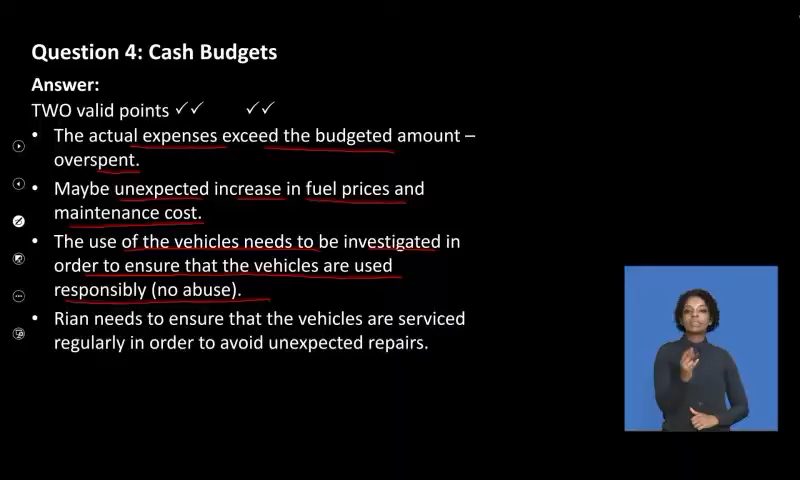 Question 4: Cash Budgets
Answer:
TWO valid points ✓✓ ✓✓
• The actual expenses exceed the budgeted amount –
overspent.
• Maybe unexpected increase in fuel prices and
maintenance cost.
• The use of the vehicles needs to be investigated in
order to ensure that the vehicles are used
responsibly (no abuse).
• Rian needs to ensure that the vehicles are serviced
regularly in order to avoid unexpected repairs.